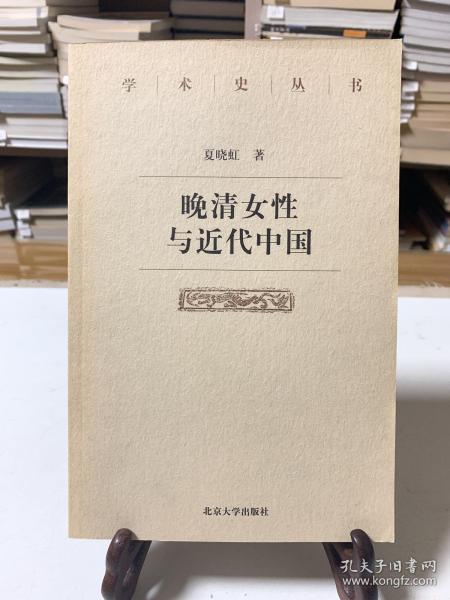 学术史丛书
夏晓虹 著
晚清女性
与近代中国
北京大学出版社
孔夫子旧书网
www.kongfz.com